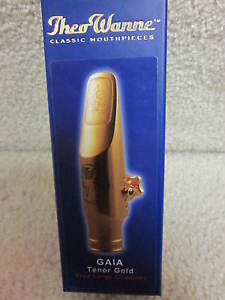 Theo Wanne™
CLASSIC MOUTHPIECES
GAIA
Tenor Gold